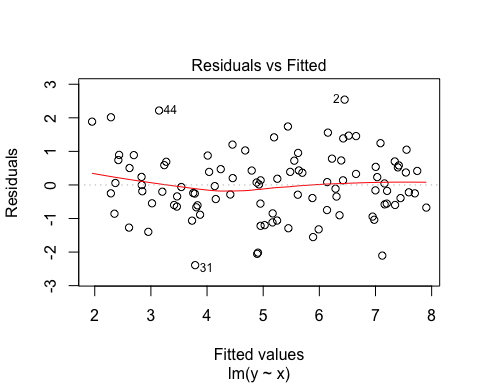 Residuals vs Fitted
3
2
1
0
-1
-2
-3
Residuals
44
2
31
2 3 4 5 6 7 8
Fitted values
lm(y ~ x)